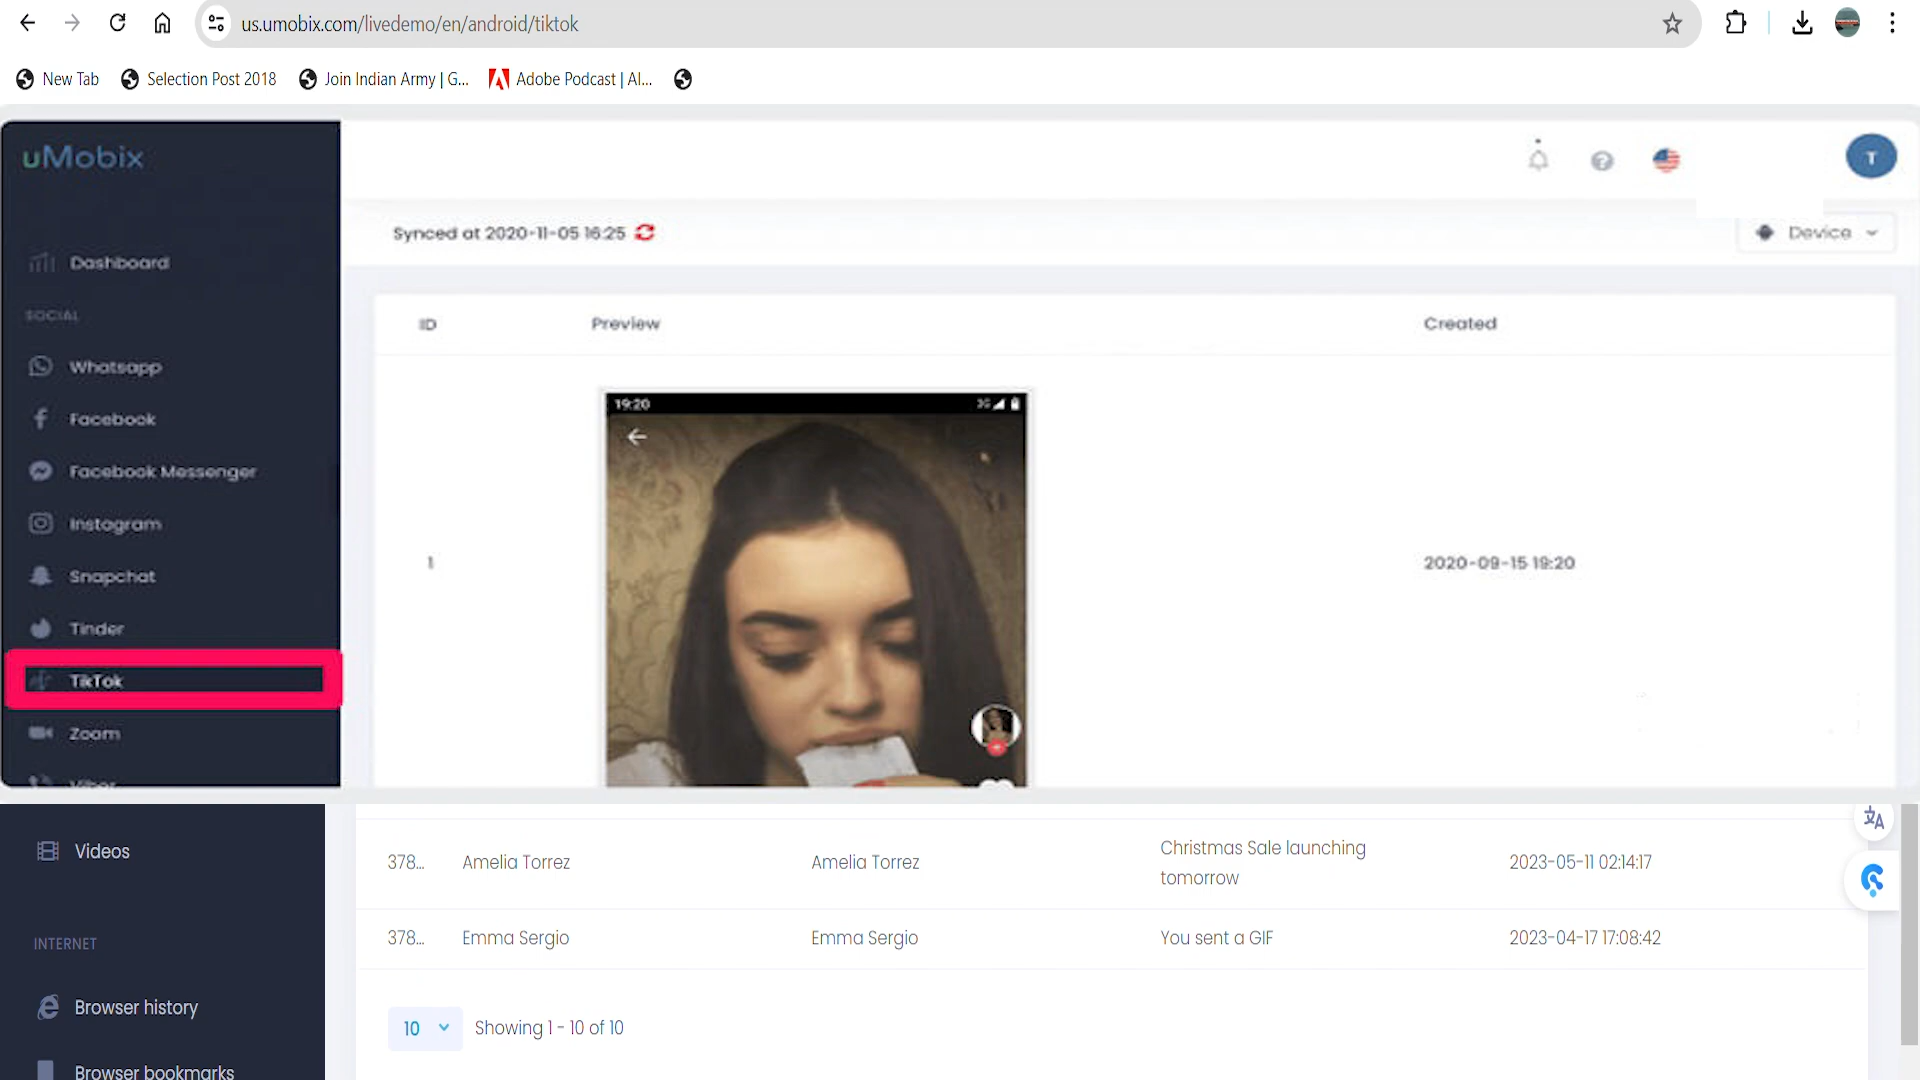 us.umobix.com/livedemo/en/android/tiktok
New Tab
Selection Post 2018
Join Indian Army | G...
Adobe Podcast | AI...
uMobix
T
Synced at 2020-11-05 16:25
Device
Dashboard
SOCIAL
ID
Preview
Created
Whatsapp
19:20
3G
Facebook
Facebook Messenger
Instagram
1
2020-09-15 19:20
Snapchat
Tinder
TikTok
Zoom
Viber
Videos
378...
Amelia Torrez
Amelia Torrez
Christmas Sale launching
tomorrow
2023-05-11 02:14:17
INTERNET
378...
Emma Sergio
Emma Sergio
You sent a GIF
2023-04-17 17:08:42
Browser history
10
Showing 1 - 10 of 10
Browser bookmarks